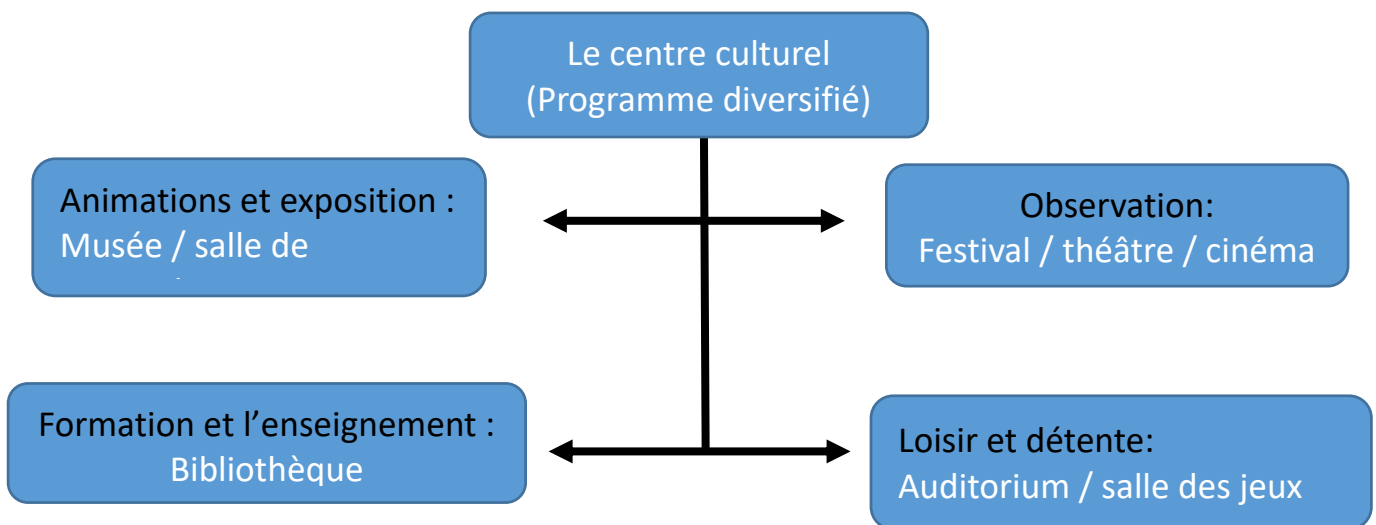 Le centre culturel
(Programme diversifié)
Animations et exposition :
Musée / salle de
Observation:
Festival / théâtre / cinéma
Formation et l’enseignement :
Bibliothèque
Loisir et détente:
Auditorium / salle des jeux